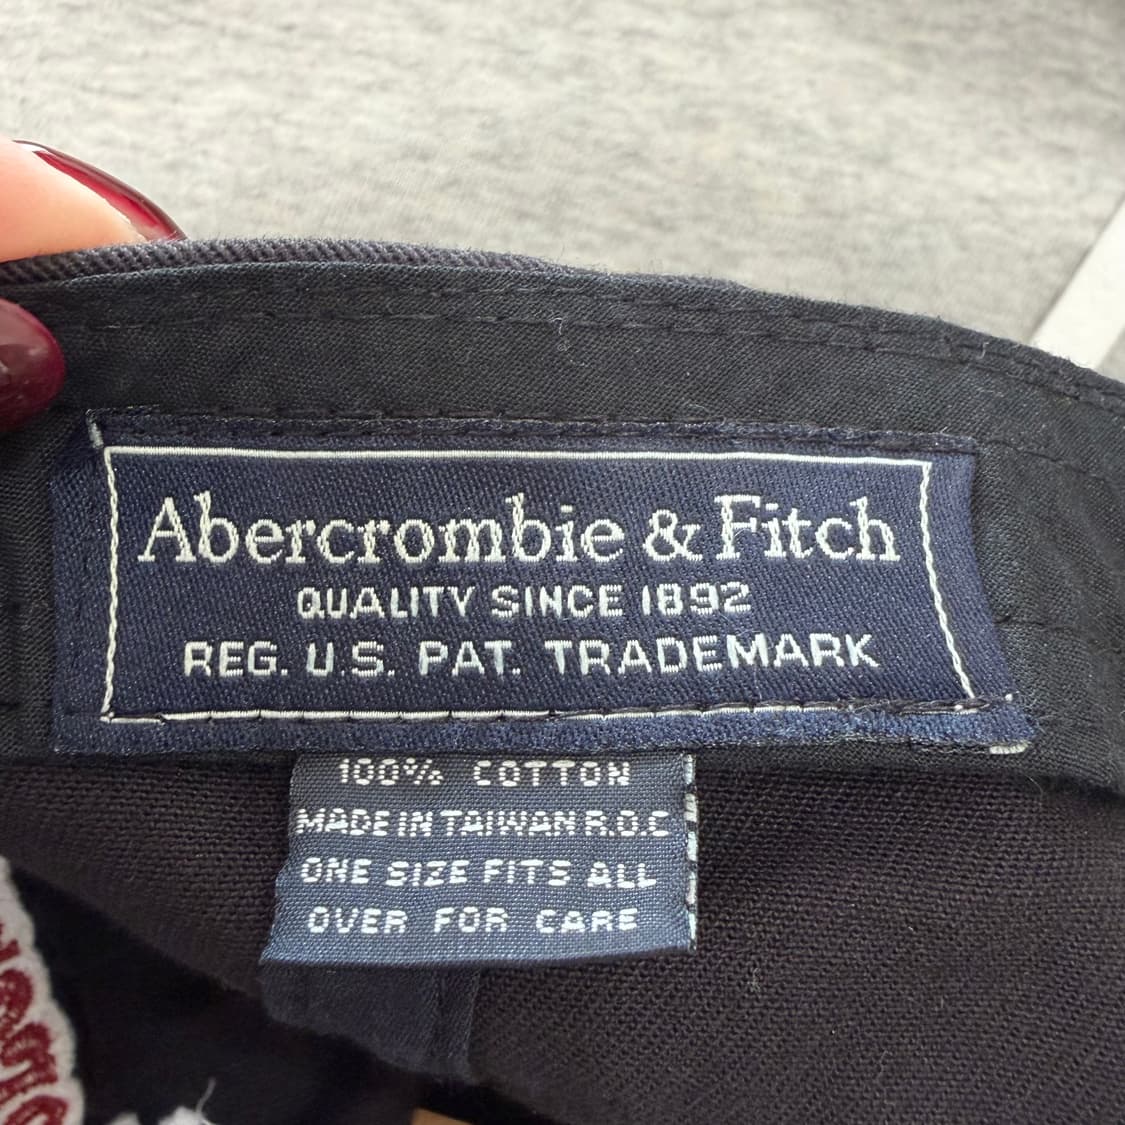 Abercrombie & Fitch
QUALITY SINCE 1892
REG. U.S. PAT. TRADEMARK
100% COTTON
MADE IN TAIWAN R.O.C
ONE SIZE FITS ALL
OVER FOR CARE